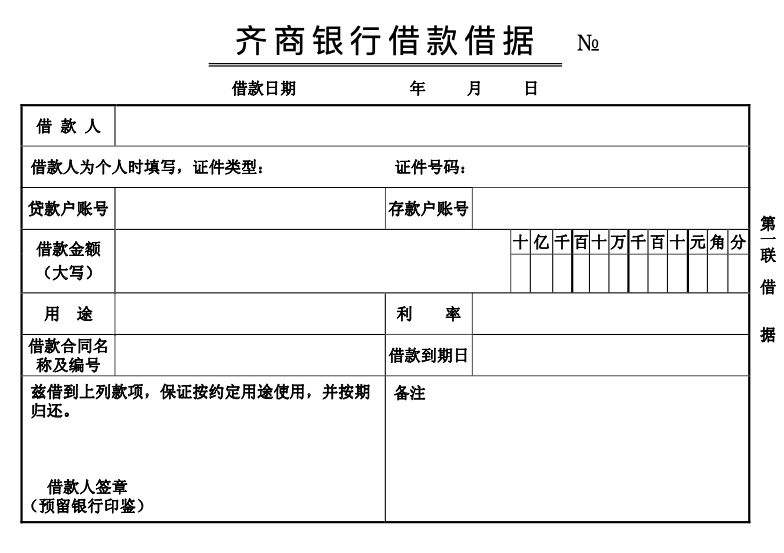 齐商银行借款借据 №
借款日期 年 月 日
借 款 人
借款人为个人时填写，证件类型： 证件号码：
贷款户账号 存款户账号
借款金额
（大写）
十 亿 千 百 十 万 千 百 十 元 角 分
用 途 利 率
借款合同名
称及编号
借款到期日
兹借到上列款项，保证按约定用途使用，并按期
归还。
借款人签章
（预留银行印鉴）
备注
第一联 借 据